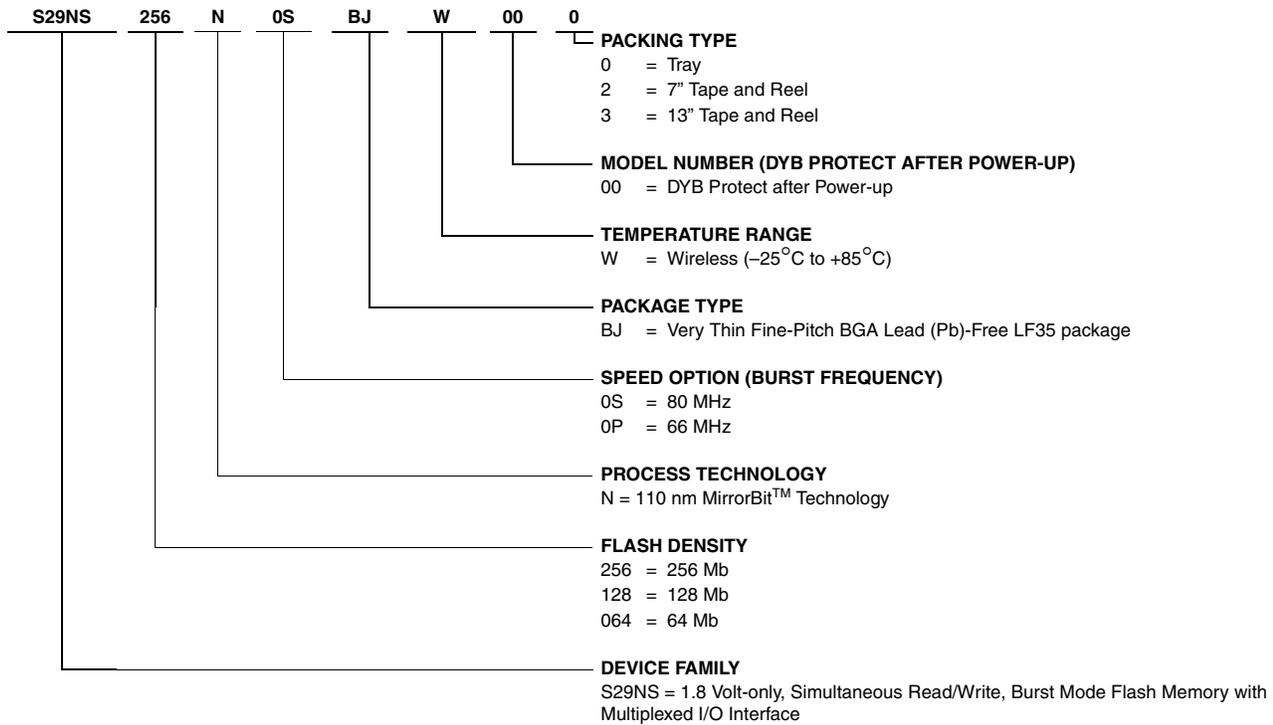 S29NS 256 N 0S BJ W 00 0
PACKING TYPE
0 = Tray
2 = 7” Tape and Reel
3 = 13” Tape and Reel
MODEL NUMBER (DYB PROTECT AFTER POWER-UP)
00 = DYB Protect after Power-up
TEMPERATURE RANGE
W = Wireless (–25°C to +85°C)
PACKAGE TYPE
BJ = Very Thin Fine-Pitch BGA Lead (Pb)-Free LF35 package
SPEED OPTION (BURST FREQUENCY)
0S = 80 MHz
0P = 66 MHz
PROCESS TECHNOLOGY
N = 110 nm MirrorBit™ Technology
FLASH DENSITY
256 = 256 Mb
128 = 128 Mb
064 = 64 Mb
DEVICE FAMILY
S29NS = 1.8 Volt-only, Simultaneous Read/Write, Burst Mode Flash Memory with
Multiplexed I/O Interface